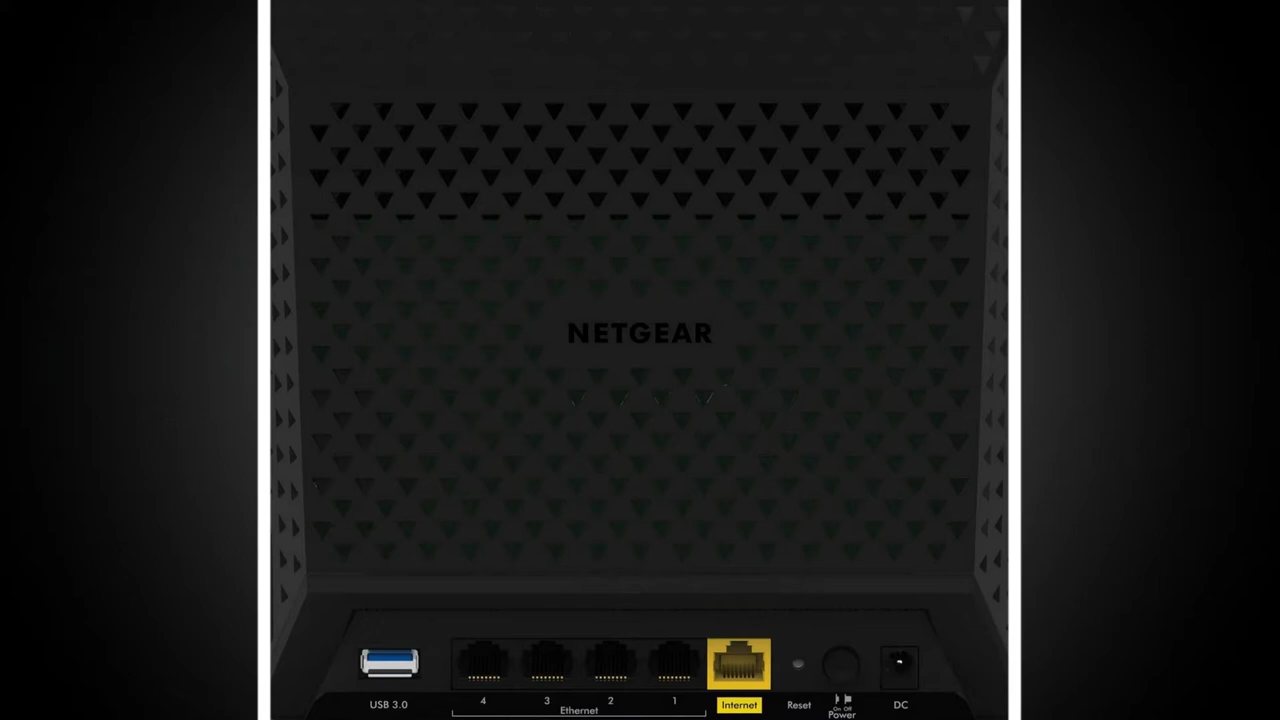 NETGEAR
USB 3.0
4 3 2 1
Ethernet
Internet
Reset
On Off
Power
DC